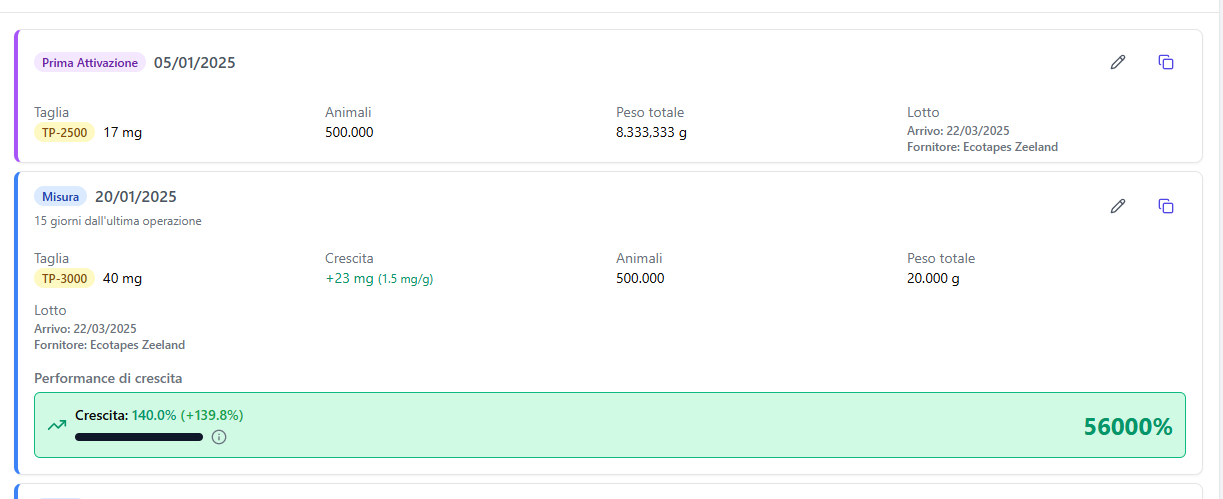 Prima Attivazione 05/01/2025
Taglia Animali Peso totale Lotto
TP-2500 17 mg 500.000 8.333,333 g Arrivo: 22/03/2025
Fornitore: Ecotapes Zeeland
Misura 20/01/2025
15 giorni dall'ultima operazione
Taglia Crescita Animali Peso totale
TP-3000 40 mg +23 mg (1.5 mg/g) 500.000 20.000 g
Lotto
Arrivo: 22/03/2025
Fornitore: Ecotapes Zeeland
Performance di crescita
Crescita: 140.0% (+139.8%)
56000%